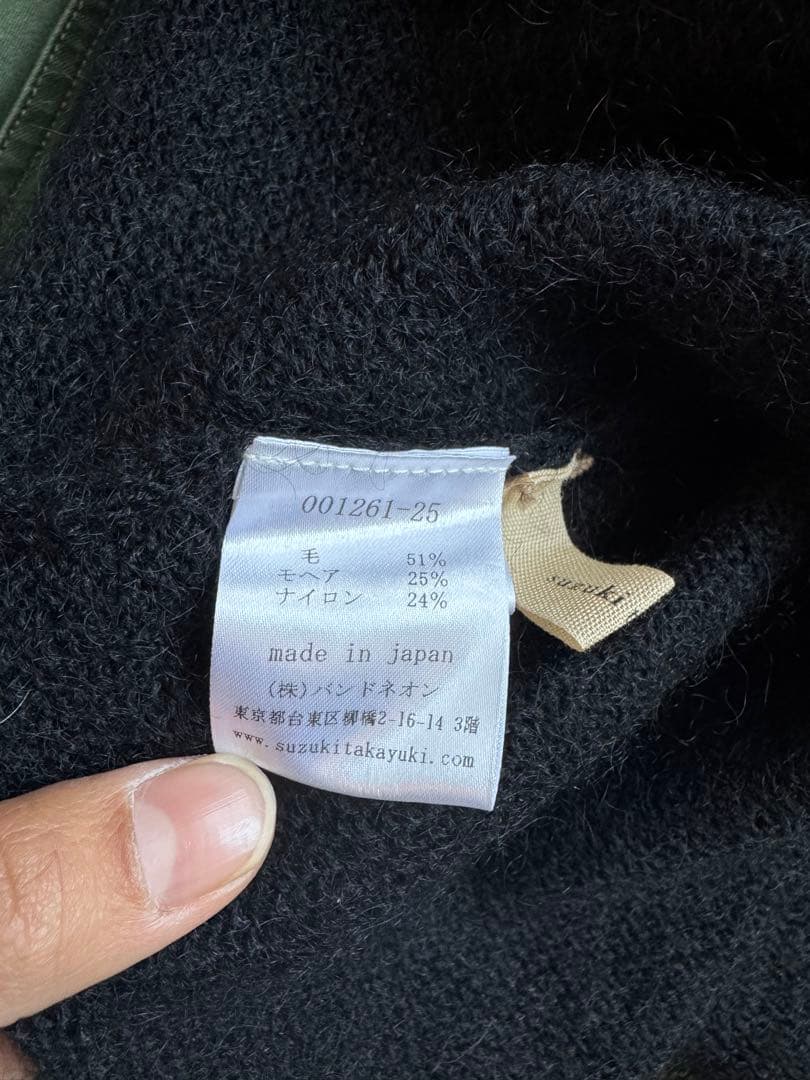 001261-25
毛 51%
モヘア 25%
ナイロン 24%
made in japan
(株)バンドネオン
東京都台東区柳橋2-16-14 3階
www.suzukitakayuki.com